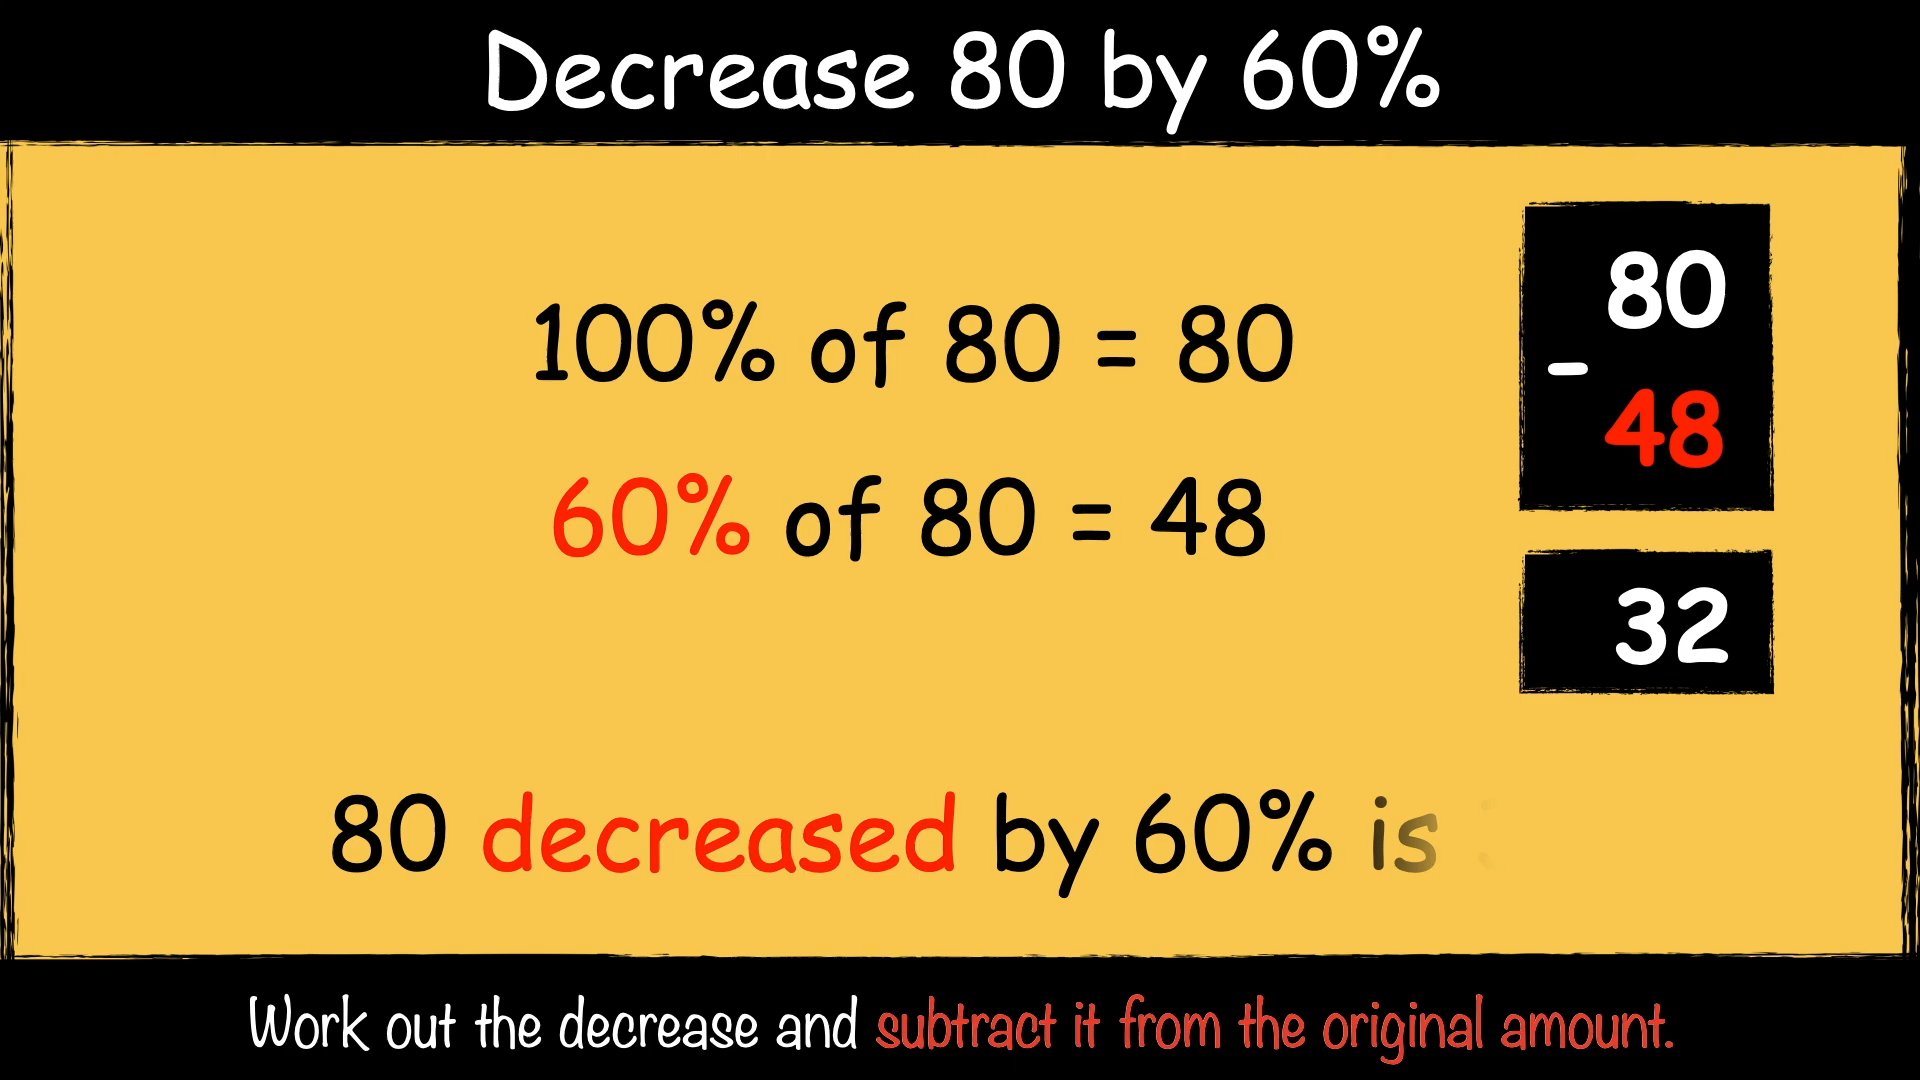 Decrease 80 by 60%
100% of 80 = 80
60% of 80 = 48
80
-
48
32
80 decreased by 60% is
Work out the decrease and subtract it from the original amount.